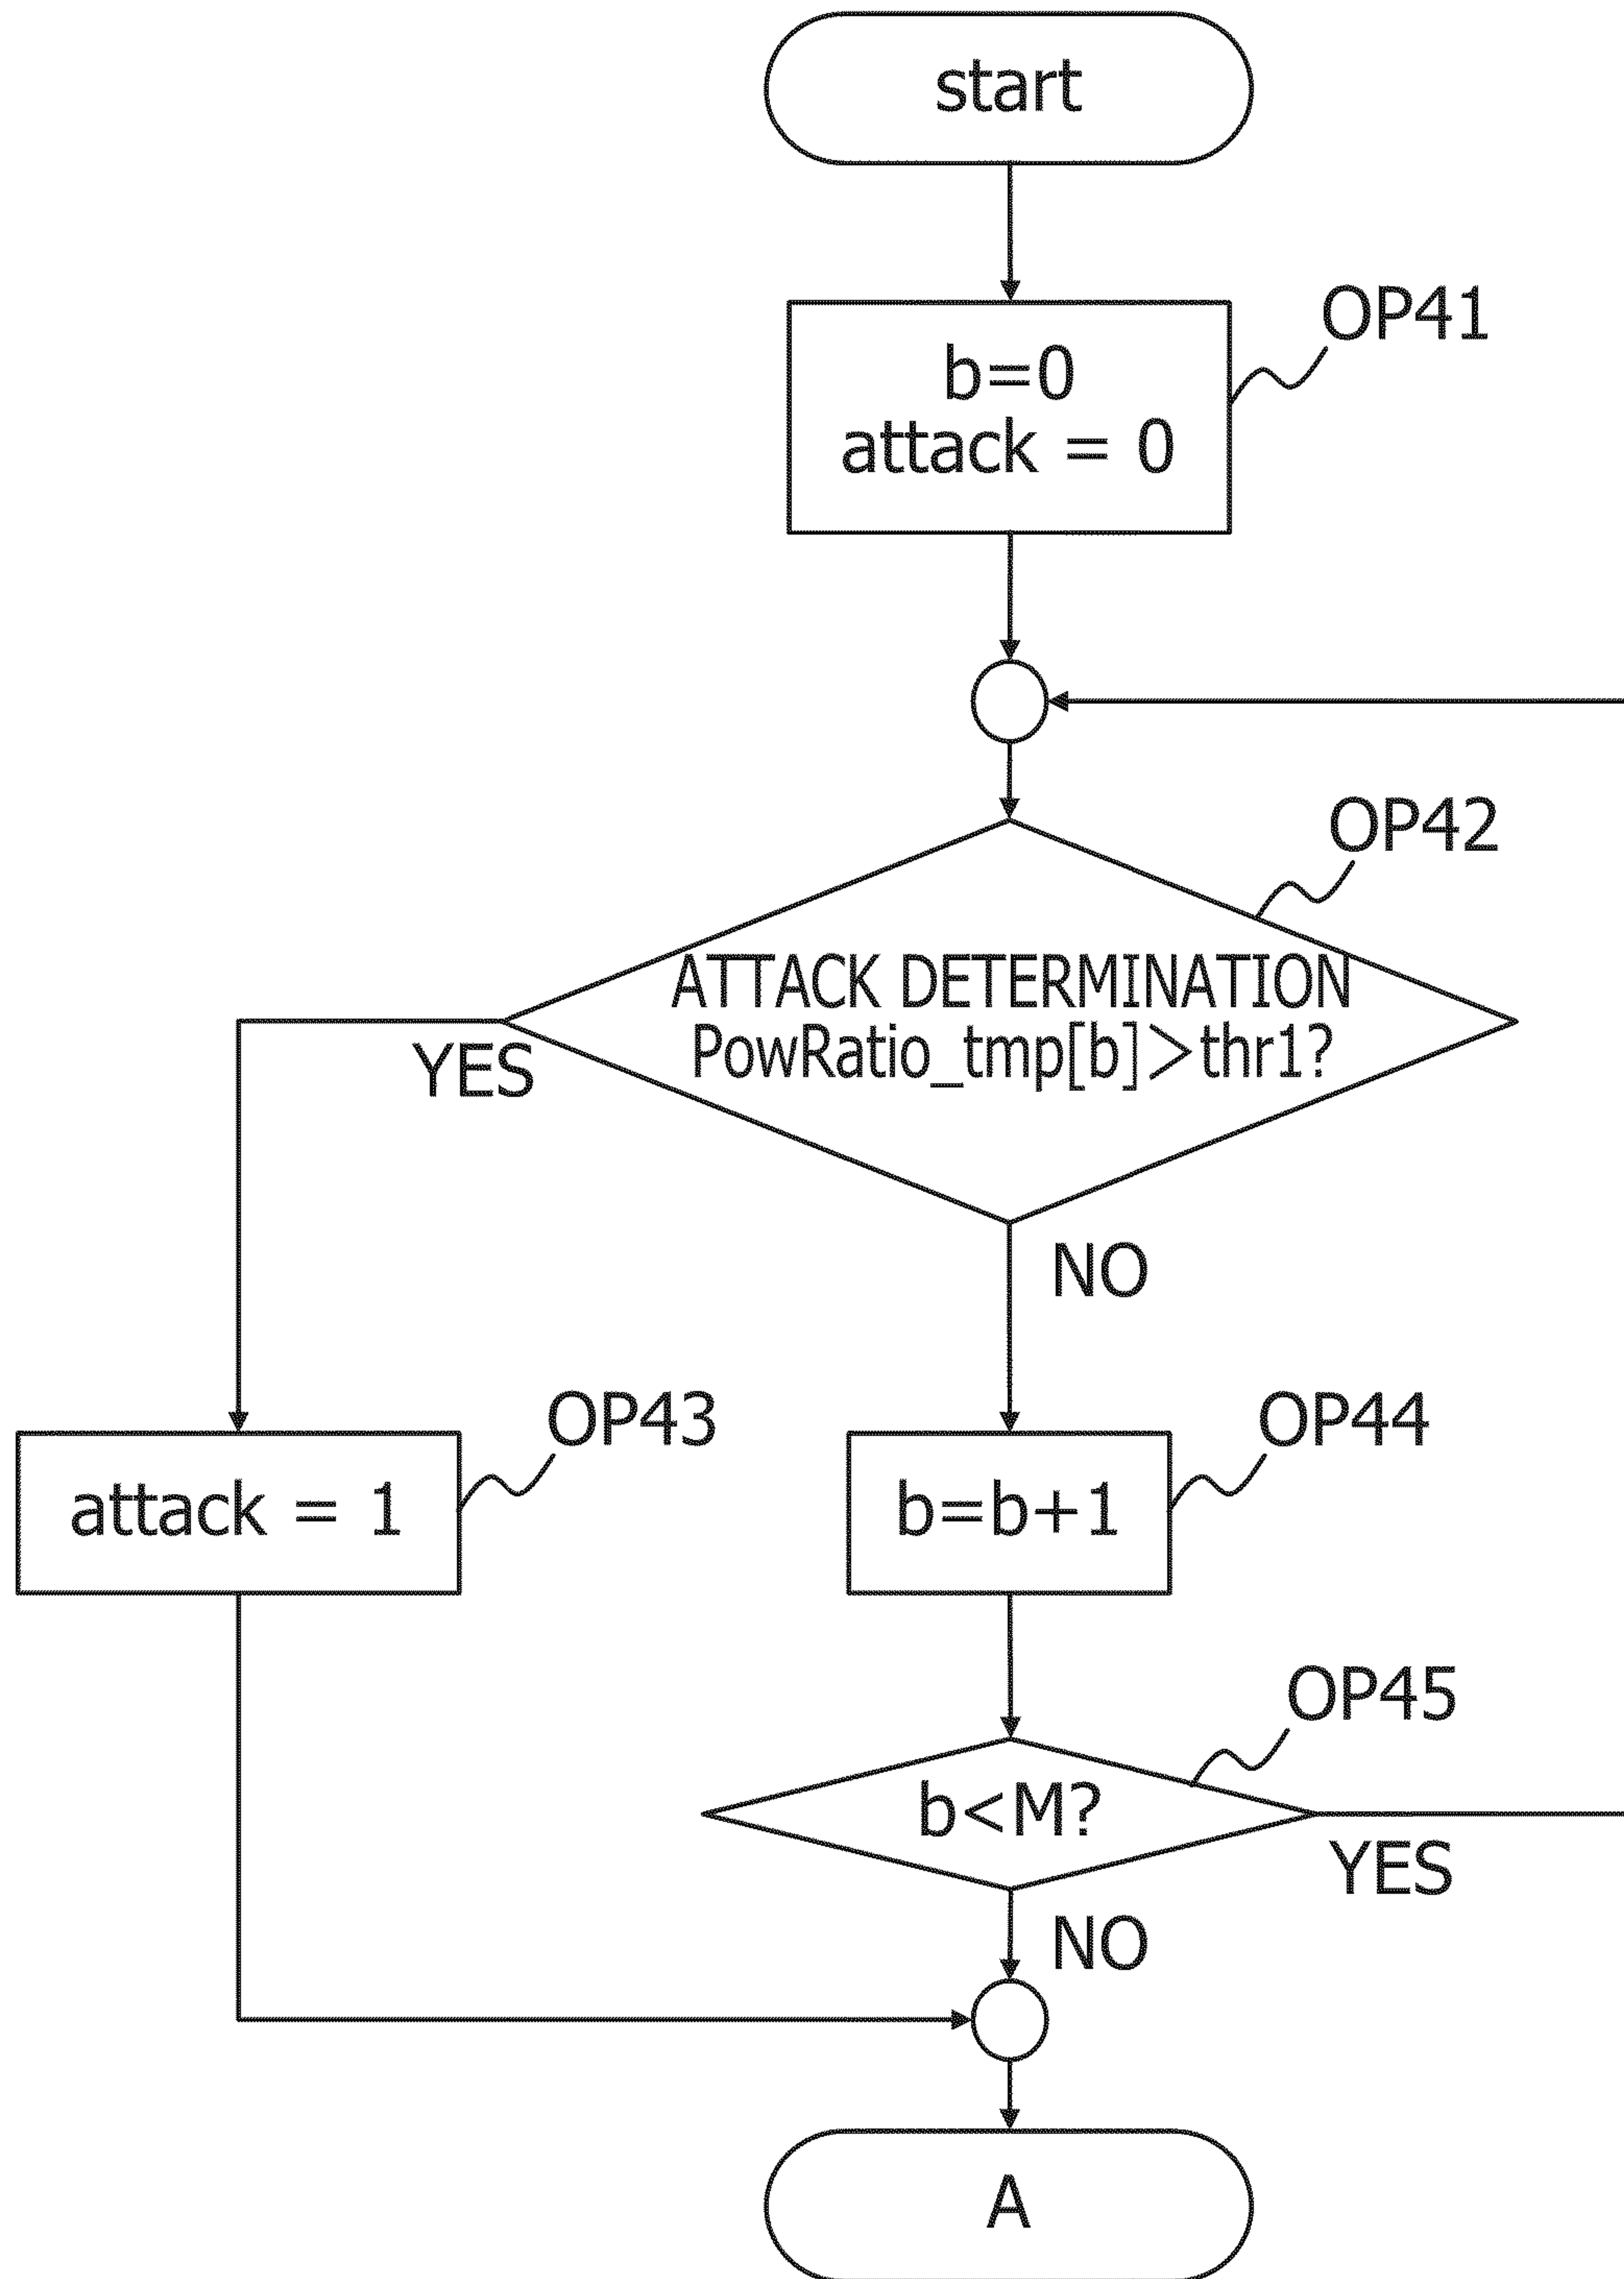 start
OP41
b=0
attack = 0
OP42
ATTACK DETERMINATION
PowRatio_tmp[b]>thr1?
YES
NO
OP43
attack = 1
OP44
b=b+1
OP45
b<M?
YES
NO
A